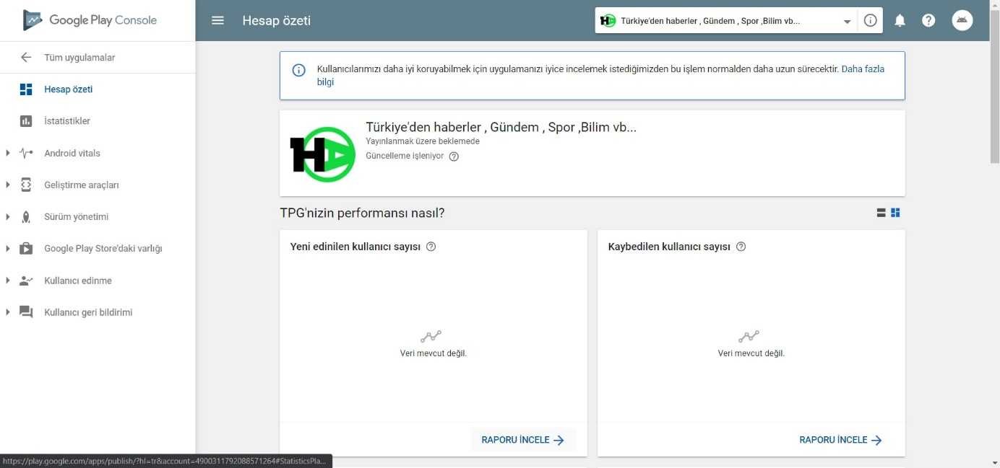 Google Play Console
Hesap özeti
Türkiye'den haberler , Gündem , Spor ,Bilim vb...
Tüm uygulamalar
Hesap özeti
İstatistikler
Android vitals
Geliştirme araçları
Sürüm yönetimi
Google Play Store'daki varlığı
Kullanıcı edinme
Kullanıcı geri bildirimi
Kullanıcılarımızı daha iyi koruyabilmek için uygulamanızı iyice incelemek istediğimizden bu işlem normalden daha uzun sürecektir. Daha fazla
bilgi
Türkiye'den haberler , Gündem , Spor ,Bilim vb...
Yayınlanmak üzere beklemede
Güncelleme işleniyor
TPG'nizin performansı nasıl?
Yeni edinilen kullanıcı sayısı
Veri mevcut değil.
RAPORU İNCELE
Kaybedilen kullanıcı sayısı
Veri mevcut değil.
RAPORU İNCELE
https://play.google.com/apps/publish/?hl=tr&account=4900311792088571264#StatisticsPla...